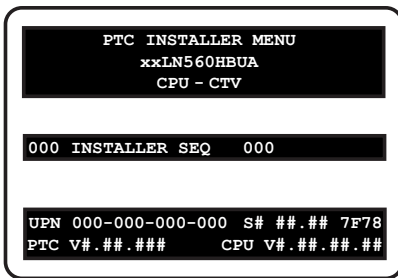 PTC INSTALLER MENU
xxLN560HBUA
CPU - CTV
000 INSTALLER SEQ 000
UPN 000-000-000-000 S# ##.## 7F78
PTC V#.##.### CPU V#.##.##.##